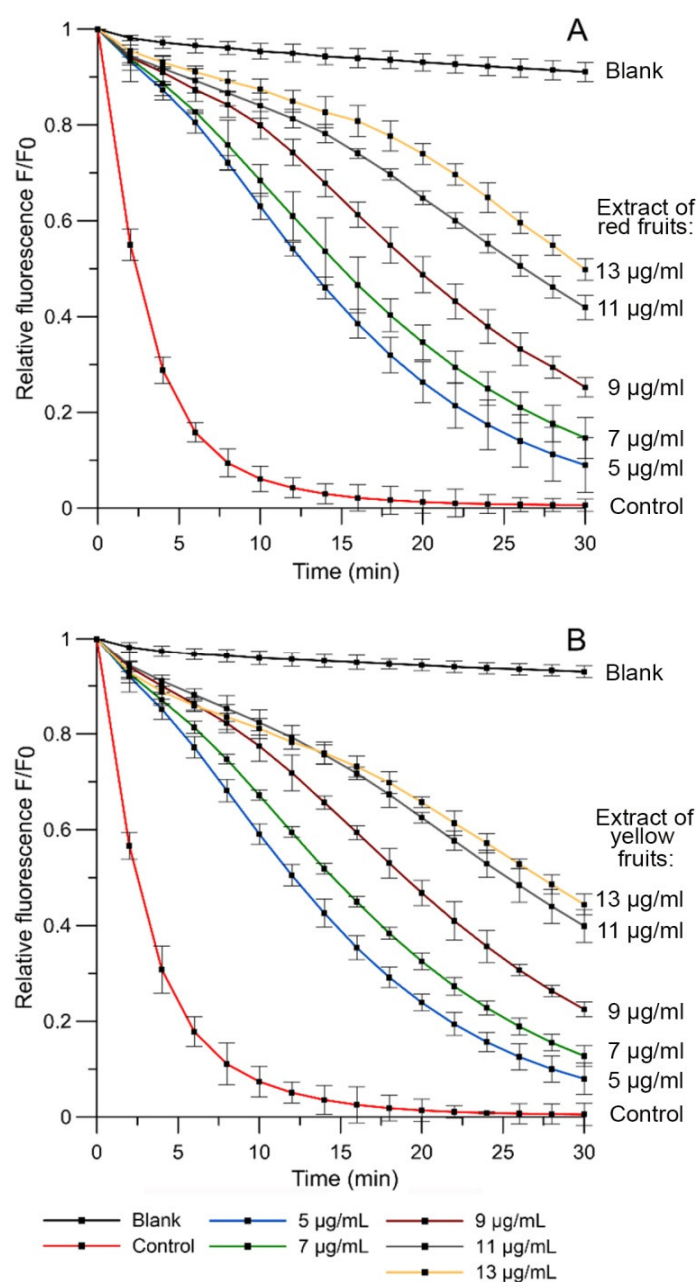 A
1
0.8
0.6
0.4
0.2
0
Relative fluorescence F/F0
0 5 10 15 20 25 30
Time (min)
Blank
Extract of
red fruits:
13 µg/ml
11 µg/ml
9 µg/ml
7 µg/ml
5 µg/ml
Control
B
1
0.8
0.6
0.4
0.2
0
Relative fluorescence F/F0
0 5 10 15 20 25 30
Time (min)
Blank
Extract of
yellow
fruits:
13 µg/ml
11 µg/ml
9 µg/ml
7 µg/ml
5 µg/ml
Control
Blank 5 µg/mL 9 µg/mL
Control 7 µg/mL 11 µg/mL
13 µg/mL